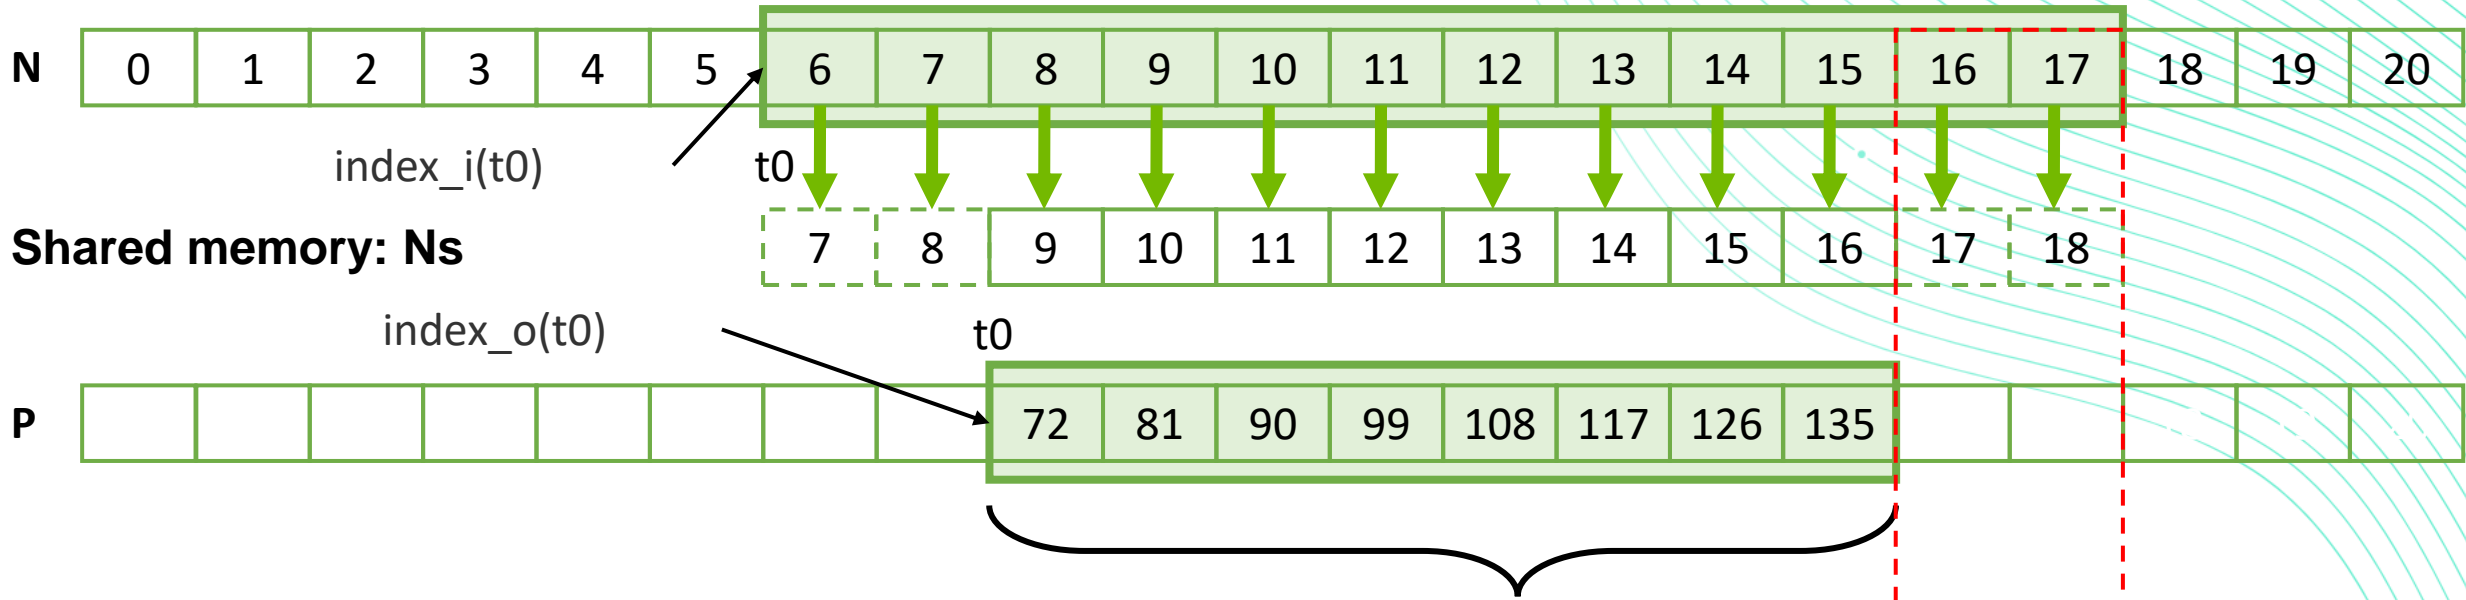 N 0 1 2 3 4 5 6 7 8 9 10 11 12 13 14 15 16 17 18 19 20
index_i(t0) t0
Shared memory: Ns 7 8 9 10 11 12 13 14 15 16 17 18
index_o(t0) t0
P 72 81 90 99 108 117 126 135